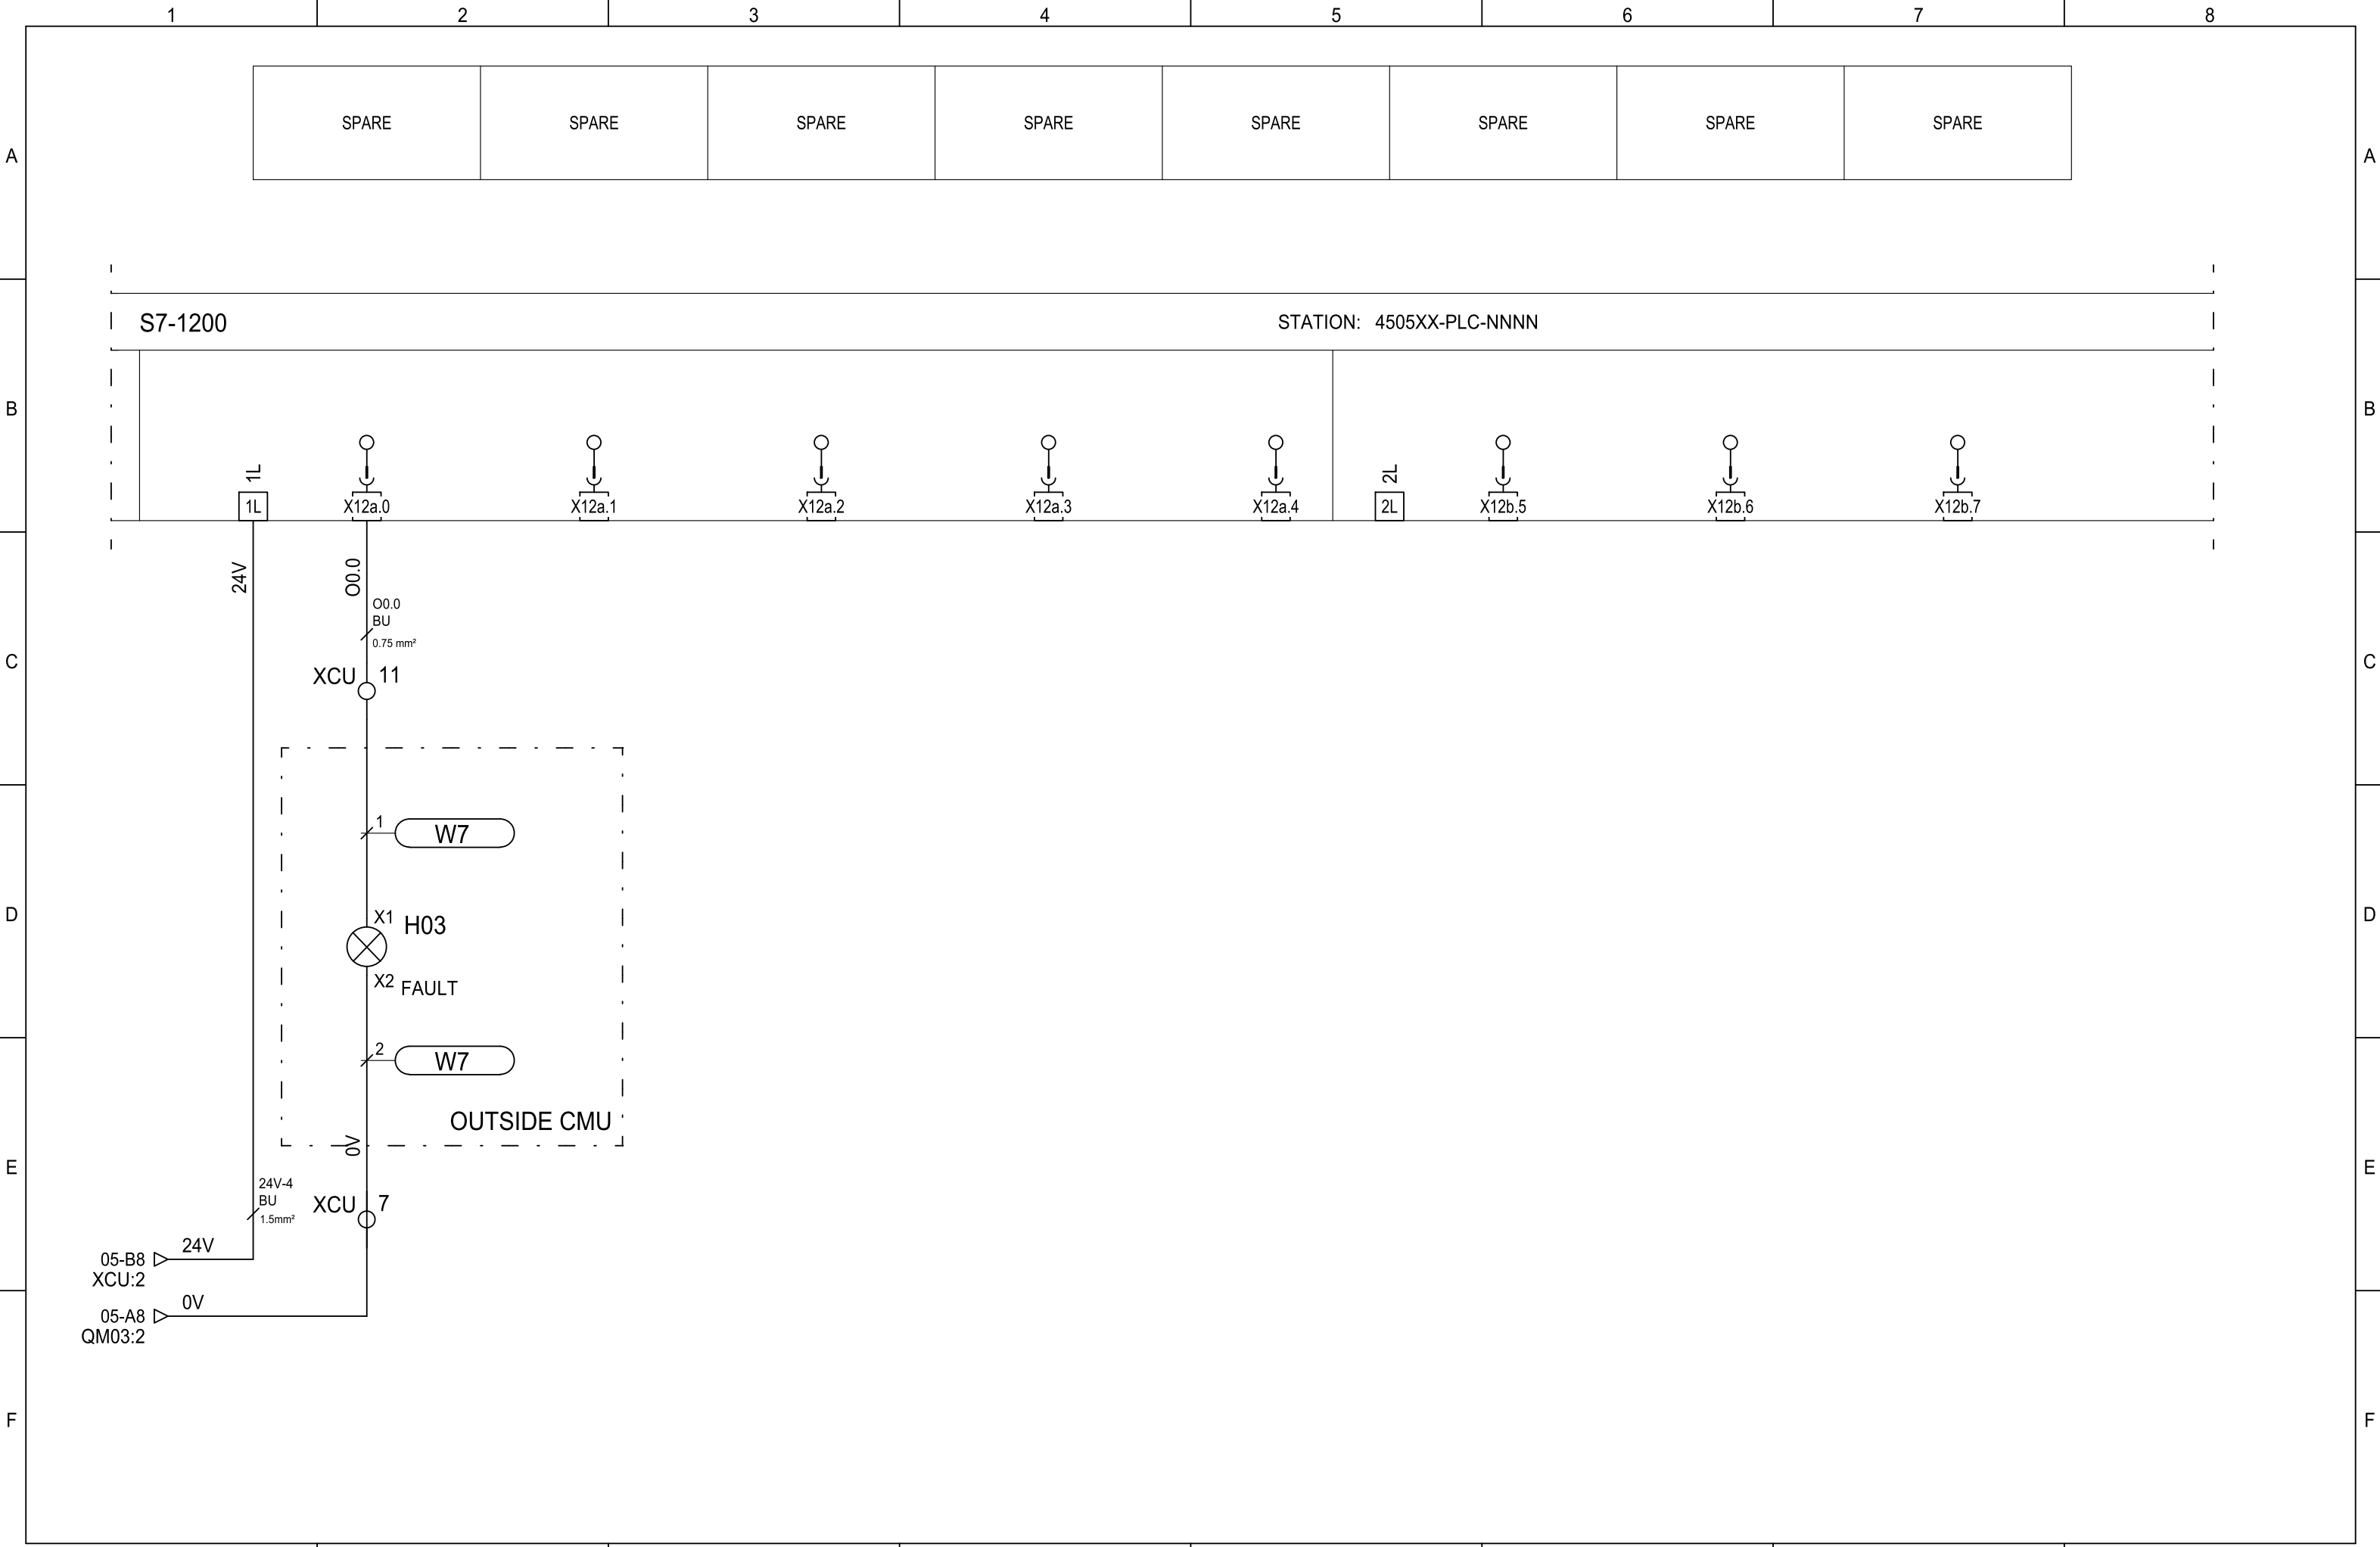 1 2 3 4 5 6 7 8
SPARE SPARE SPARE SPARE SPARE SPARE SPARE SPARE
A A
S7-1200 STATION: 4505XX-PLC-NNNN
B B
1L 2L
1L X12a.0 X12a.1 X12a.2 X12a.3 X12a.4 2L X12b.5 X12b.6 X12b.7
24V O0.0
O0.0
BU
0.75 mm²
C C
XCU 11
1
W7
D D
X1 H03
X2 FAULT
2
W7
OUTSIDE CMU
0V
E E
24V-4
BU
1.5mm²
XCU 7
24V
05-B8
XCU:2
0V
05-A8
QM03:2
F F